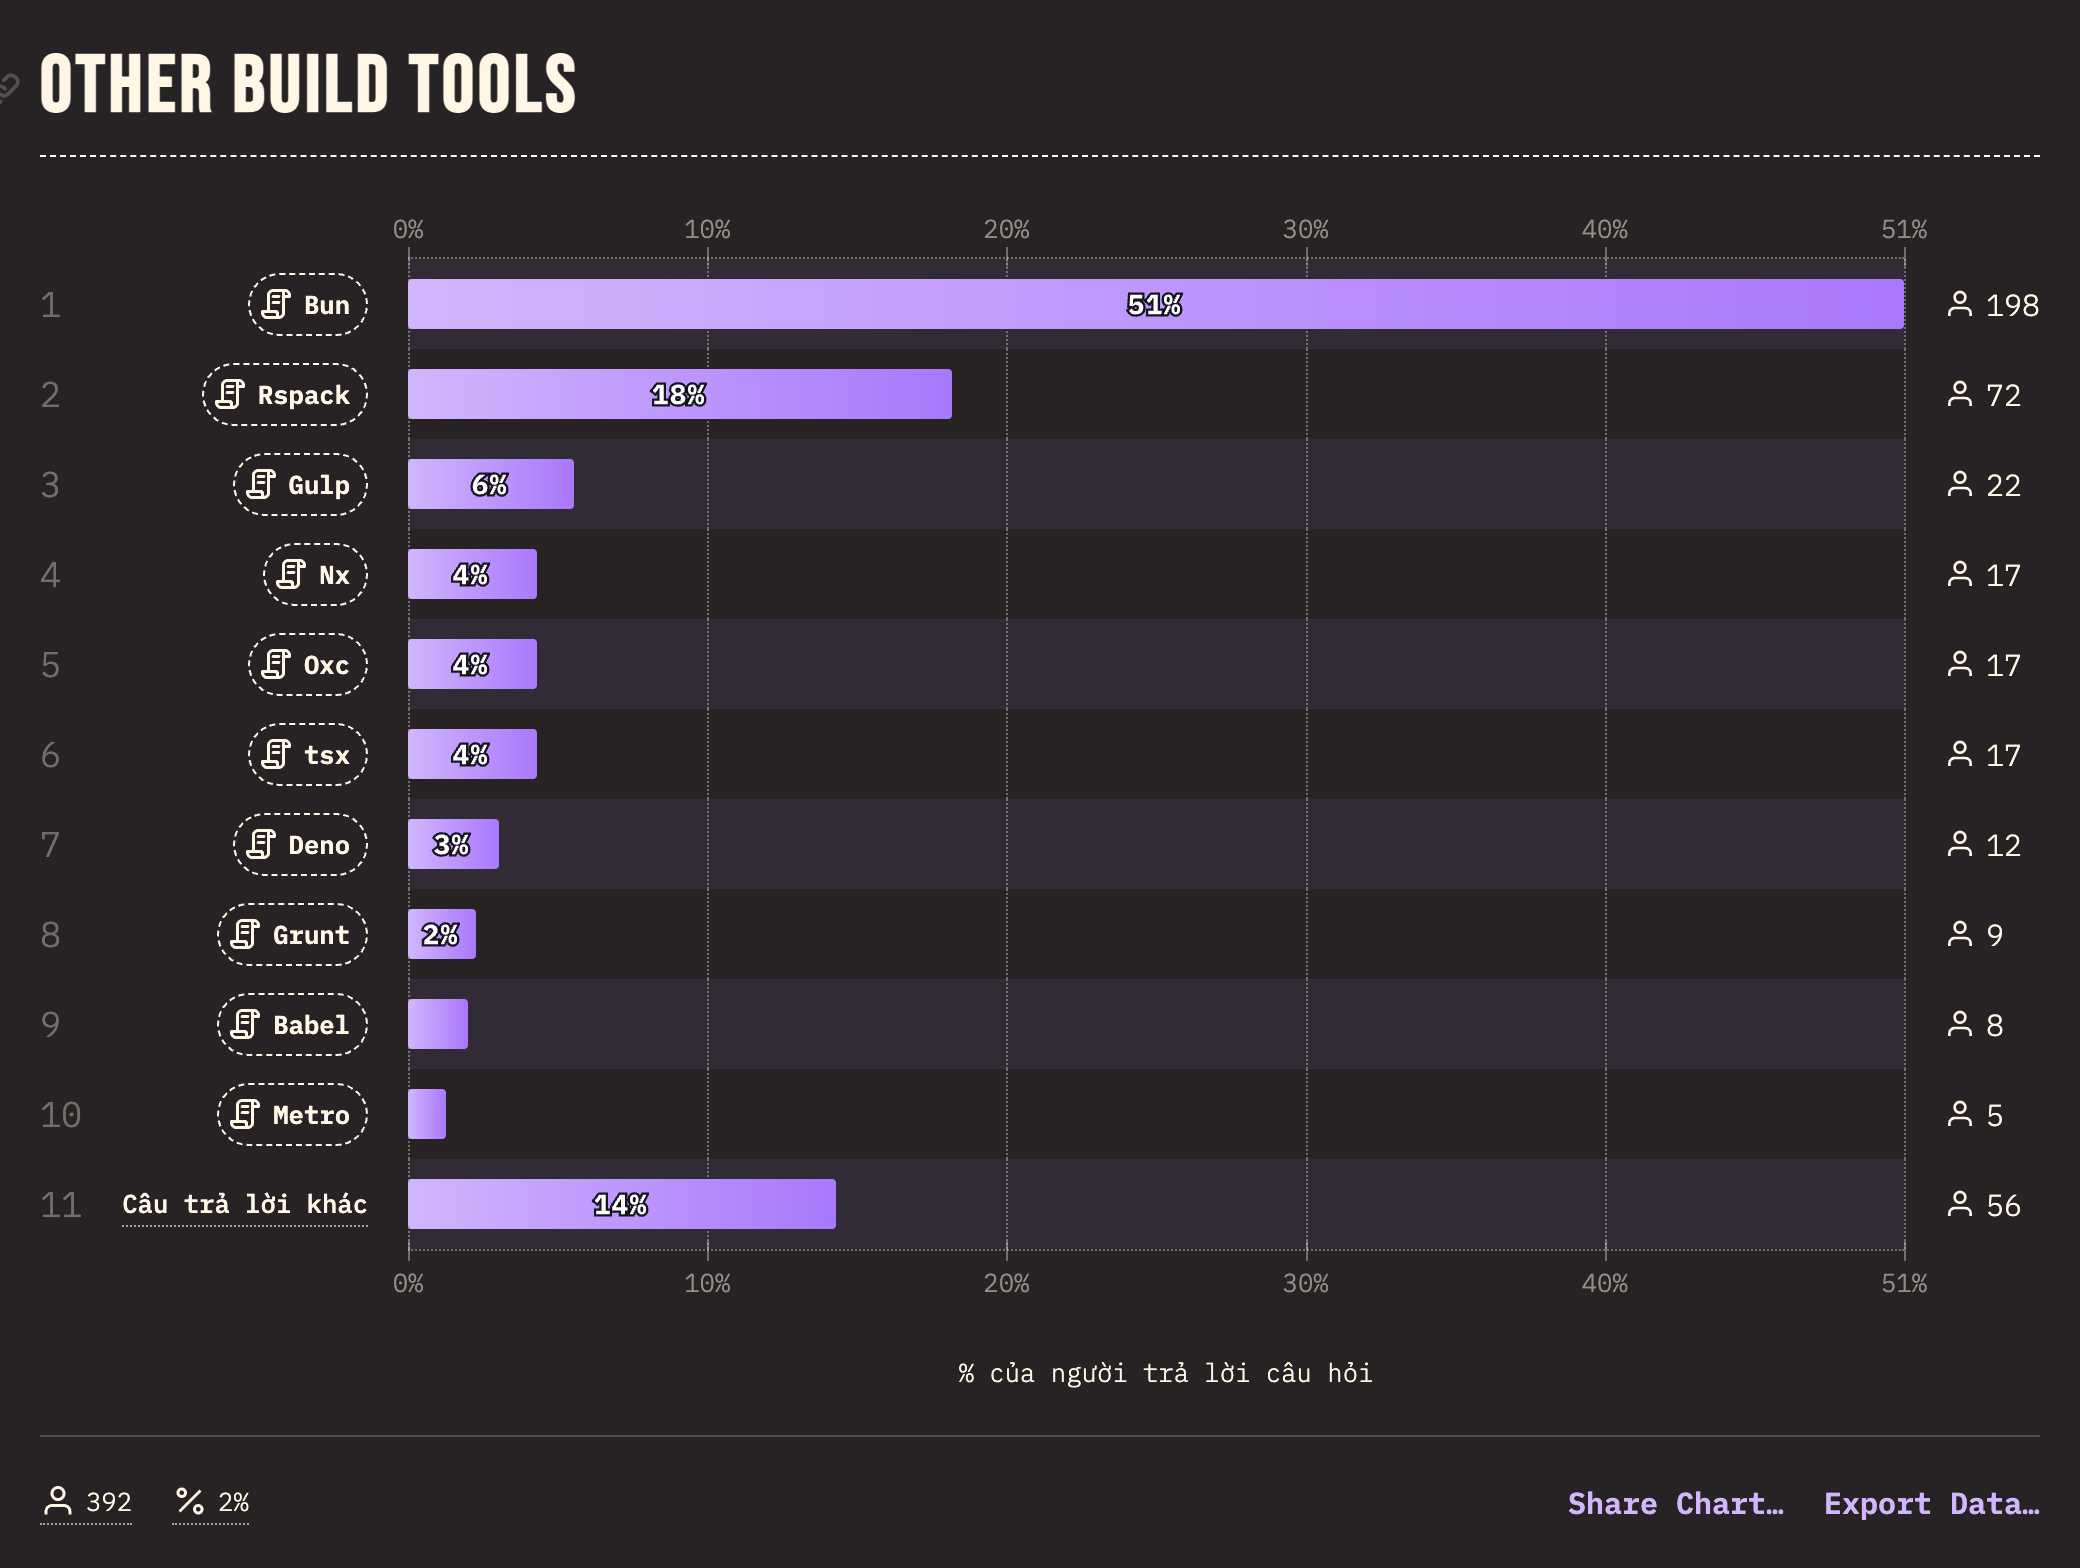 OTHER BUILD TOOLS
0% 10% 20% 30% 40% 51%
1 Bun 51% 198
2 Rspack 18% 72
3 Gulp 6% 22
4 Nx 4% 17
5 Oxc 4% 17
6 tsx 4% 17
7 Deno 3% 12
8 Grunt 2% 9
9 Babel 8
10 Metro 5
11 Câu trả lời khác 14% 56
0% 10% 20% 30% 40% 51%
% của người trả lời câu hỏi
392 % 2% Share Chart… Export Data…